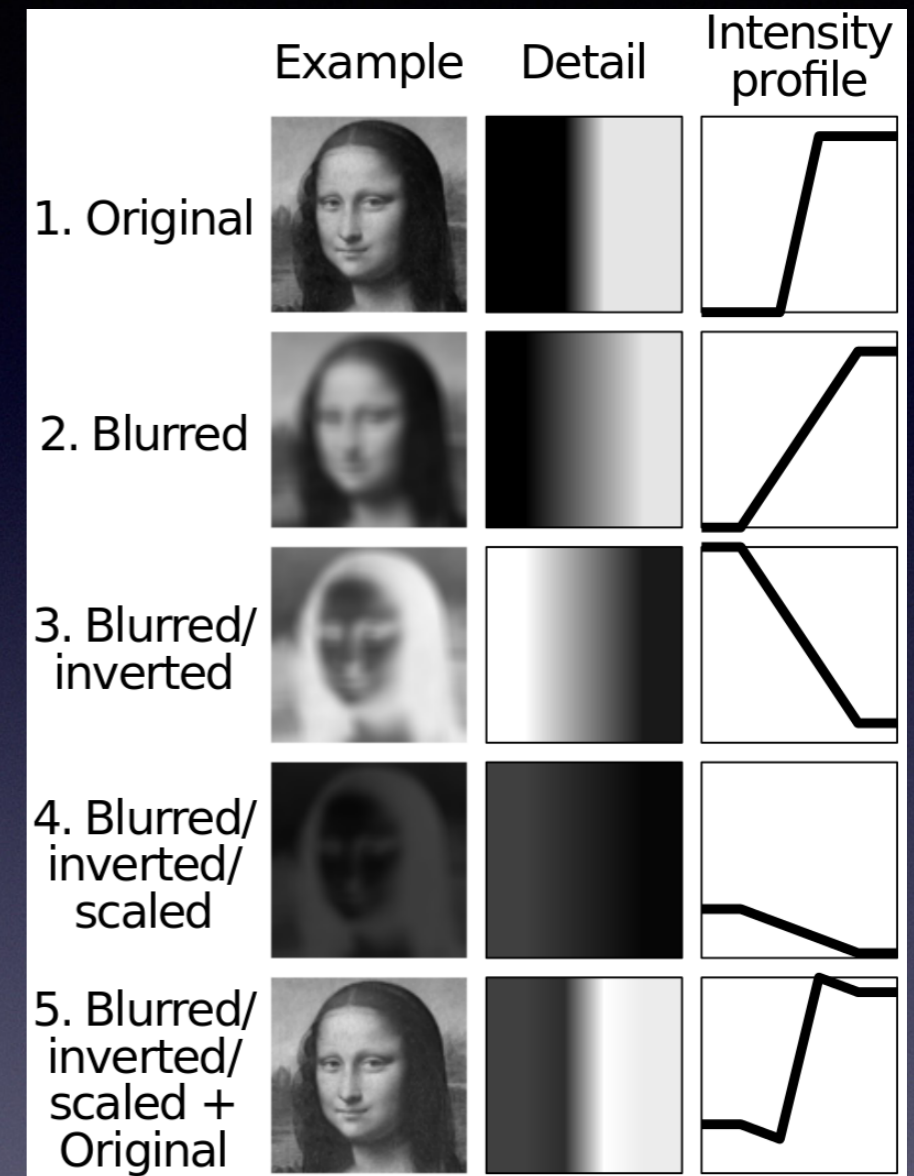 Example Detail Intensity
profile
1. Original
2. Blurred
3. Blurred/
inverted
4. Blurred/
inverted/
scaled
5. Blurred/
inverted/
scaled +
Original